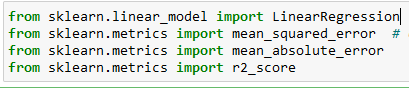 from sklearn.linear_model import LinearRegression
from sklearn.metrics import mean_squared_error #
from sklearn.metrics import mean_absolute_error
from sklearn.metrics import r2_score